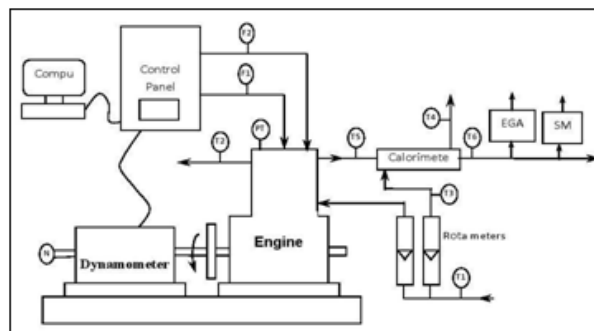 F2
Compu
Control
Panel
F1
T4
EGA
SM
T2
PT
T5
T6
Calorimete
T3
Rota meters
Engine
N
Dynamometer
T1